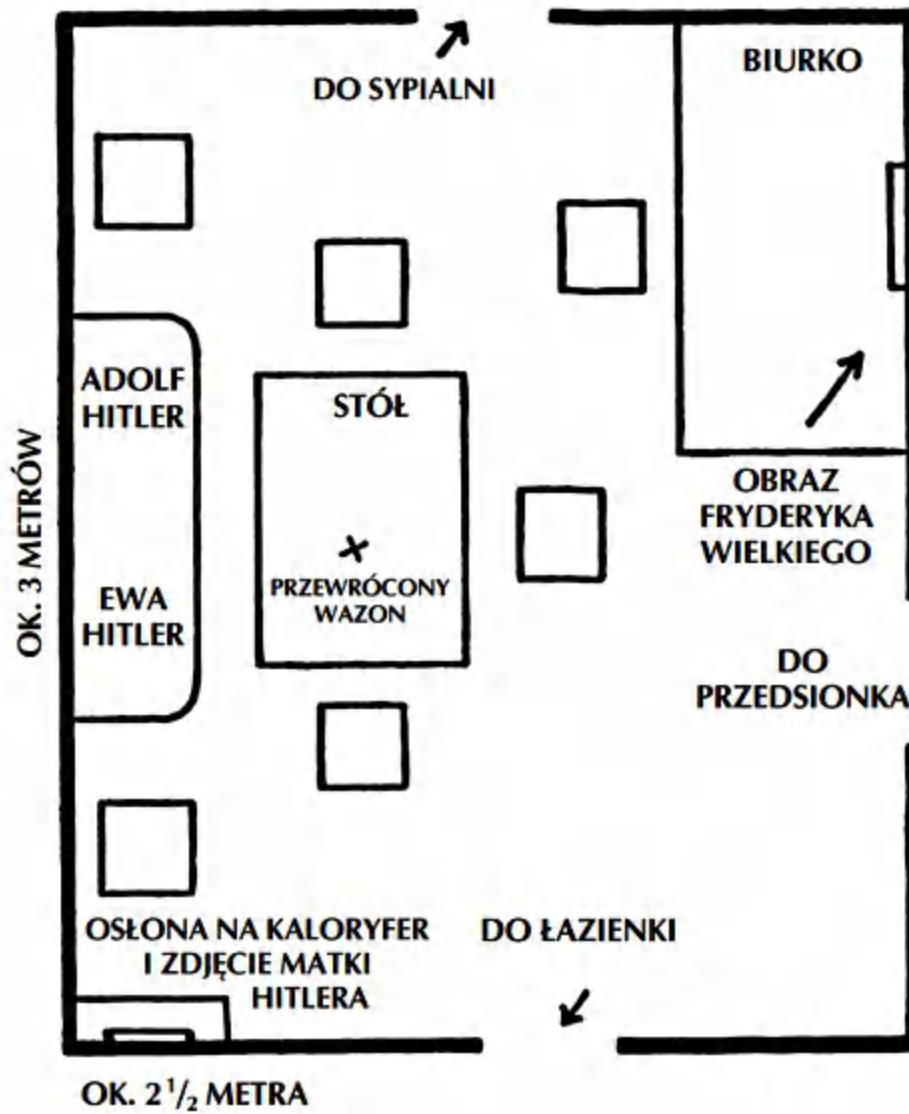 DO SYPIALNI
BIURKO
ADOLF
HITLER
STÓŁ
OBRAZ
FRYDERYKA
WIELKIEGO
OK. 3 METRÓW
EWA
HITLER
PRZEWRÓCONY
WAZON
DO
PRZEDSIONKA
OSŁONA NA KALORYFER
I ZDJĘCIE MATKI
HITLERA
DO ŁAZIENKI
OK. 2 1/2 METRA